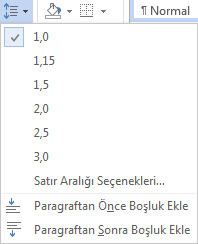 ¶ Normal
1,0
1,15
1,5
2,0
2,5
3,0
Satır Aralığı Seçenekleri...
Paragraftan Önce Boşluk Ekle
Paragraftan Sonra Boşluk Ekle